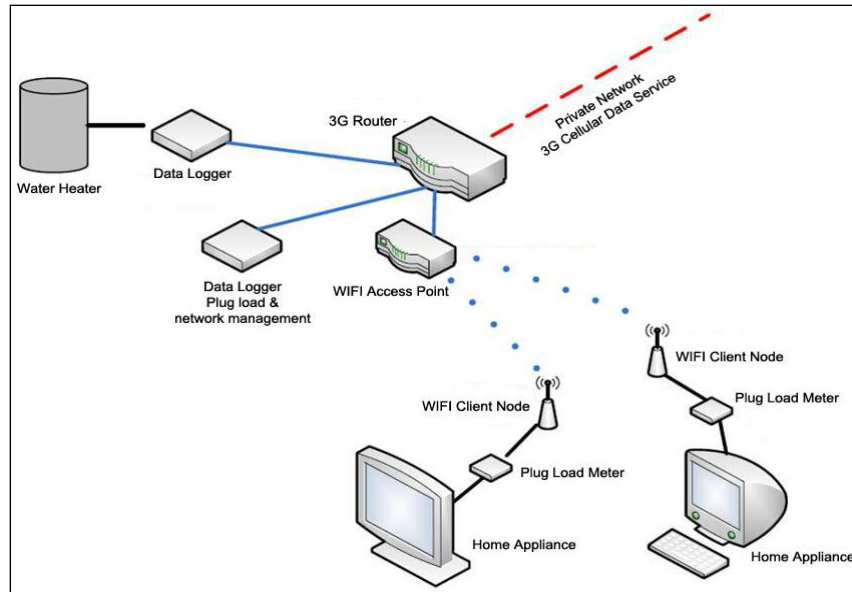 Private Network
3G Cellular Data Service
3G Router
Water Heater
Data Logger
Data Logger
Plug load &
network management
WIFI Access Point
WIFI Client Node
Plug Load Meter
WIFI Client Node
Plug Load Meter
Home Appliance
Home Appliance